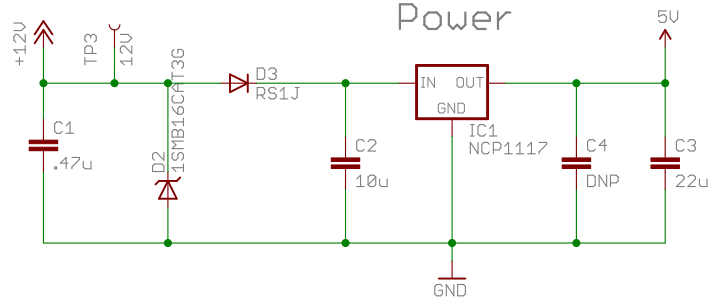 Power
+12V
TP3
12V
5V
D3
RS1J
1SMB16CAT3G
D2
IN
OUT
GND
IC1
NCP1117
C1
.47u
C2
10u
C4
DNP
C3
22u
GND